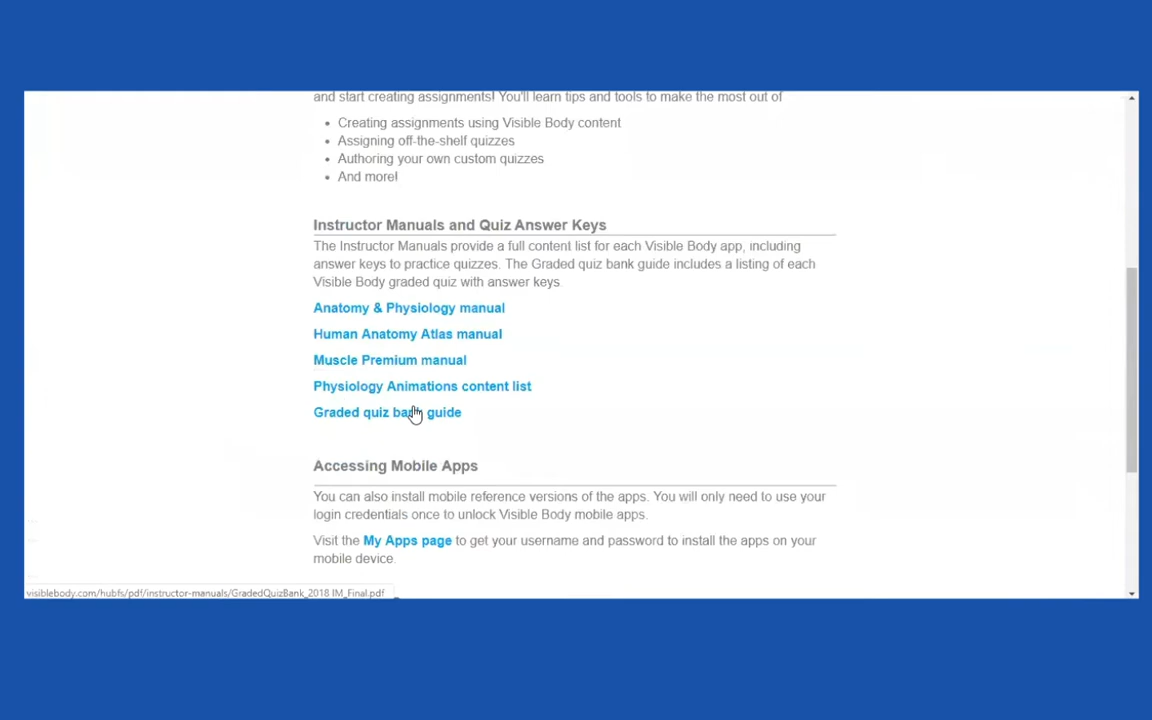 and start creating assignments! You'll learn tips and tools to make the most out of
• Creating assignments using Visible Body content
• Assigning off-the-shelf quizzes
• Authoring your own custom quizzes
• And more!
Instructor Manuals and Quiz Answer Keys
The Instructor Manuals provide a full content list for each Visible Body app, including
answer keys to practice quizzes. The Graded quiz bank guide includes a listing of each
Visible Body graded quiz with answer keys.
Anatomy & Physiology manual
Human Anatomy Atlas manual
Muscle Premium manual
Physiology Animations content list
Graded quiz bank guide
Accessing Mobile Apps
You can also install mobile reference versions of the apps. You will only need to use your
login credentials once to unlock Visible Body mobile apps.
Visit the My Apps page to get your username and password to install the apps on your
mobile device.
visiblebody.com/hubfs/pdf/instructor-manuals/GradedQuizBank_2018 IM_Final.pdf